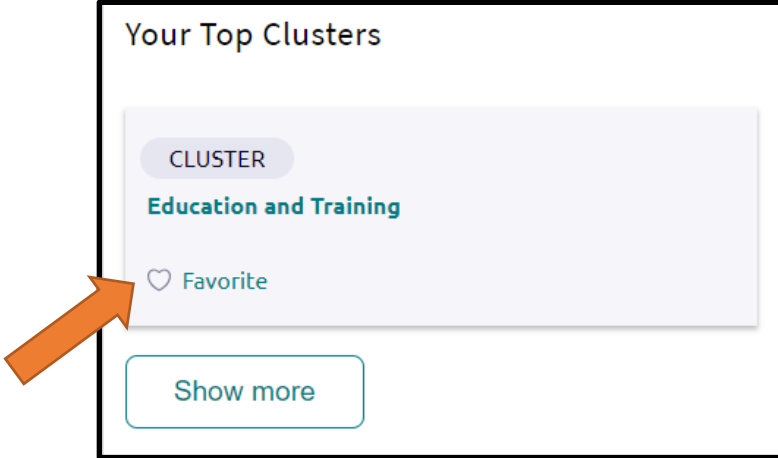 Your Top Clusters
CLUSTER
Education and Training
Favorite
Show more